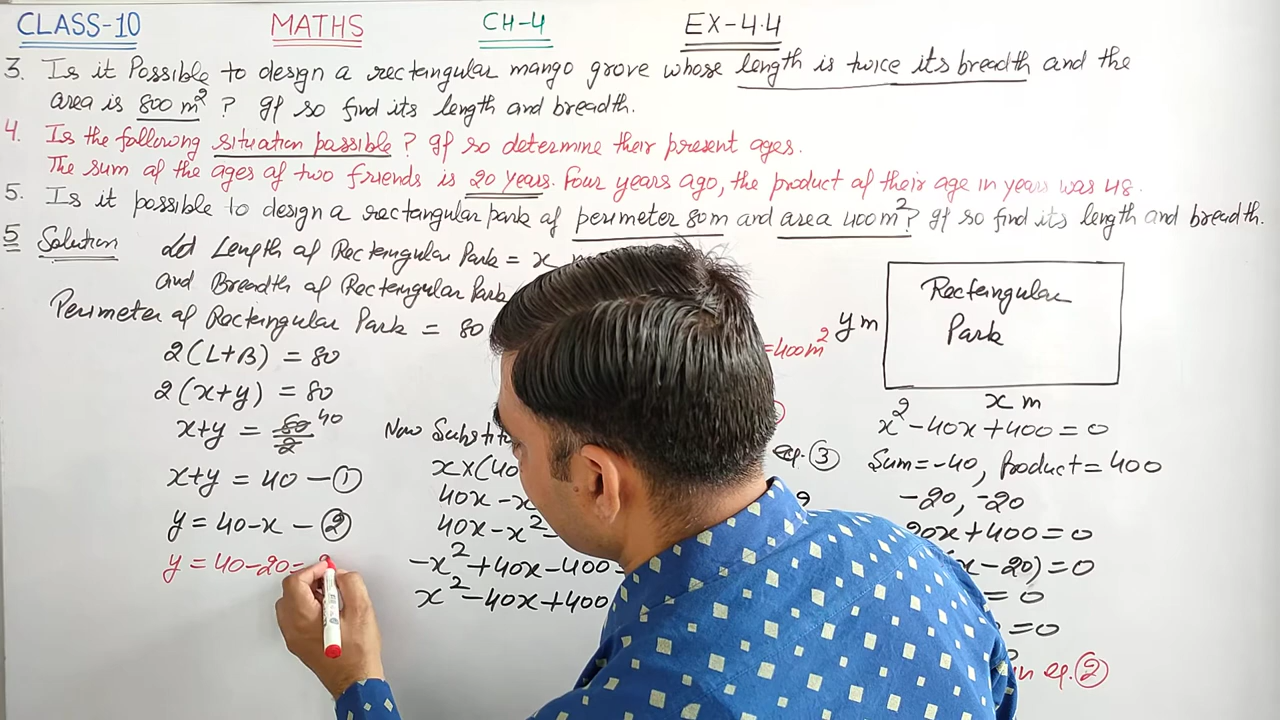 CLASS-10 MATHS CH-4 EX-4.4
3. Is it Possible to design a rectangular mango grove whose length is twice its breadth and the
area is 800 m² ? If so find its length and breadth.
4. Is the following situation possible ? If so determine their present ages.
The sum of the ages of two friends is 20 years. Four years ago, the product of their age in years was 48.
5. Is it possible to design a rectangular park of perimeter 80m and area 400m²? If so find its length and breadth.
5 Solution Let Length of Rectangular Park = x
and Breadth of Rectangular Park
Perimeter of Rectangular Park = 80
2(L+B) = 80
2(x+y) = 80
x+y = 80/2 40
x+y = 40 — ①
y = 40-x — ②
y = 40-20=
=400m²
Now
x×(40
40x-x
40x-x²
-x²+40x-400
x²-40x+400
eq. ③
Rectangular
Park
y m
x m
x²-40x+400=0
Sum=-40, Product=400
-20, -20
20x+400=0
x-20)=0
=0
=0
in eq. ②